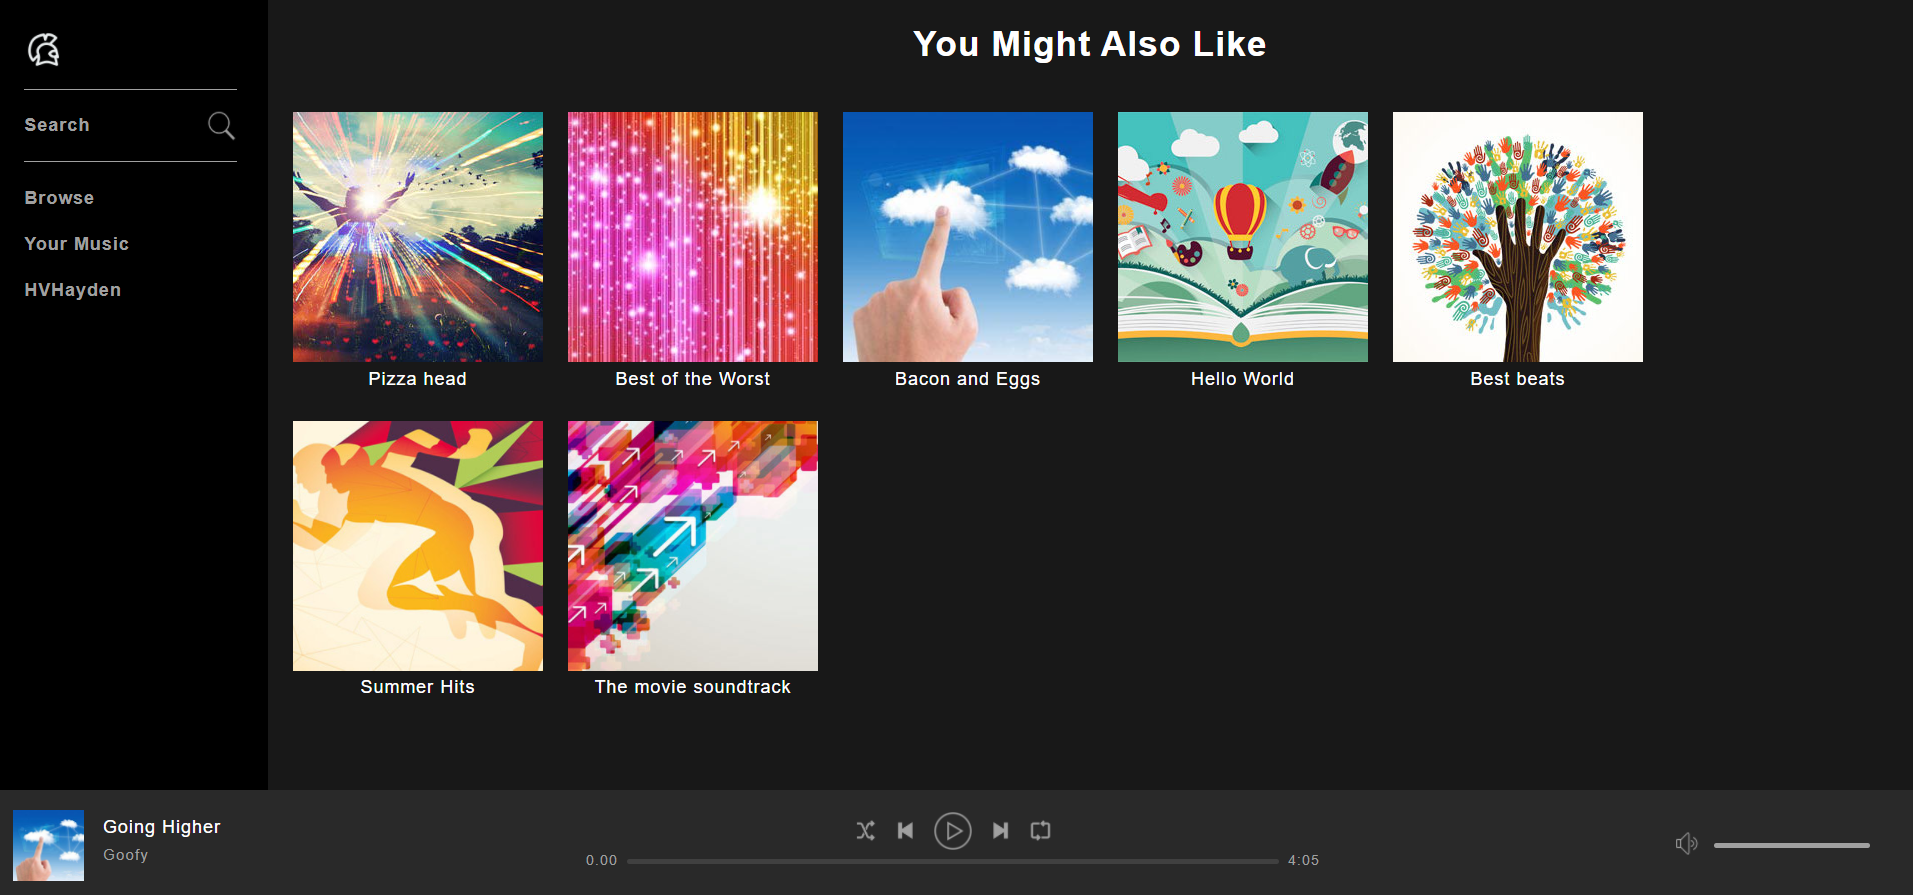 You Might Also Like
Search
Browse
Your Music
HVHayden
Pizza head
Best of the Worst
Bacon and Eggs
Hello World
Best beats
Summer Hits
The movie soundtrack
Going Higher
Goofy
0.00
4:05